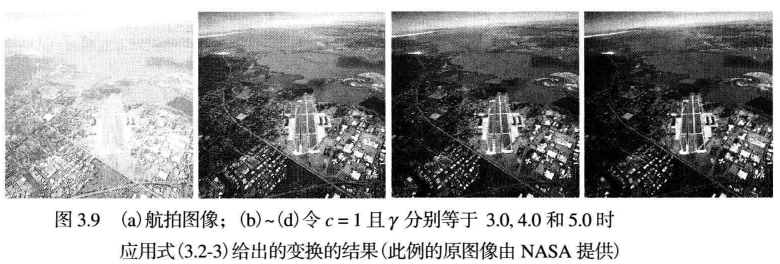 图 3.9 (a)航拍图像；(b)~(d)令 c = 1 且 γ 分别等于 3.0, 4.0 和 5.0 时
应用式(3.2-3)给出的变换的结果(此例的原图像由 NASA 提供)